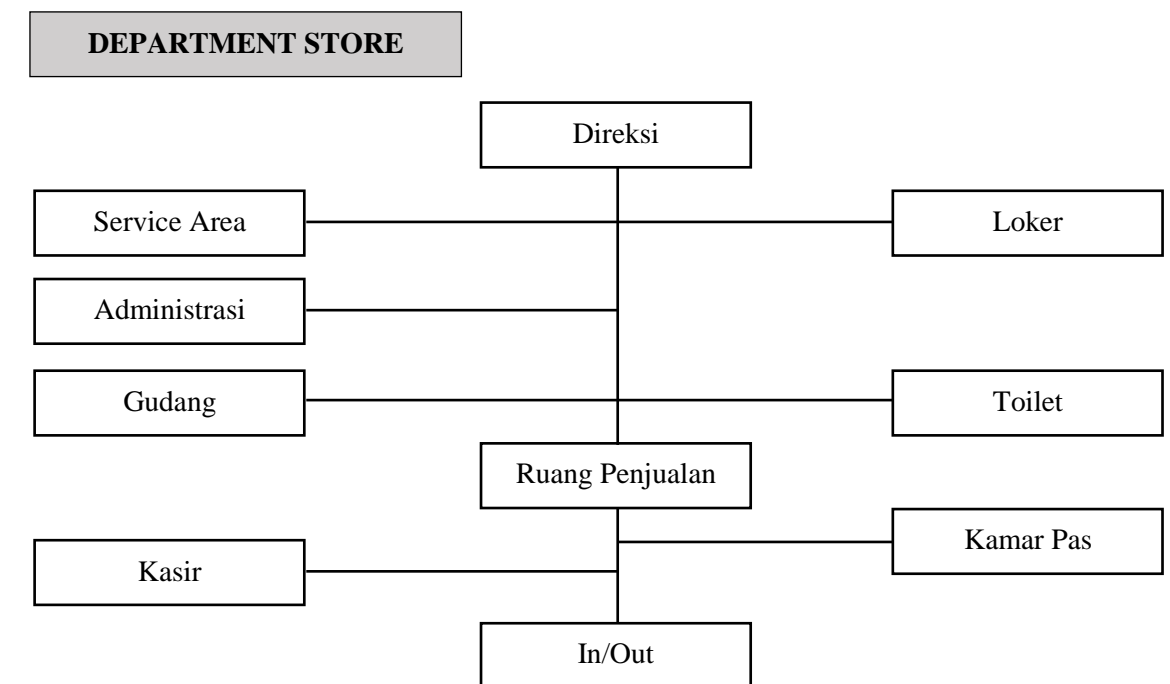 DEPARTMENT STORE
Direksi
Service Area
Loker
Administrasi
Gudang
Toilet
Ruang Penjualan
Kamar Pas
Kasir
In/Out